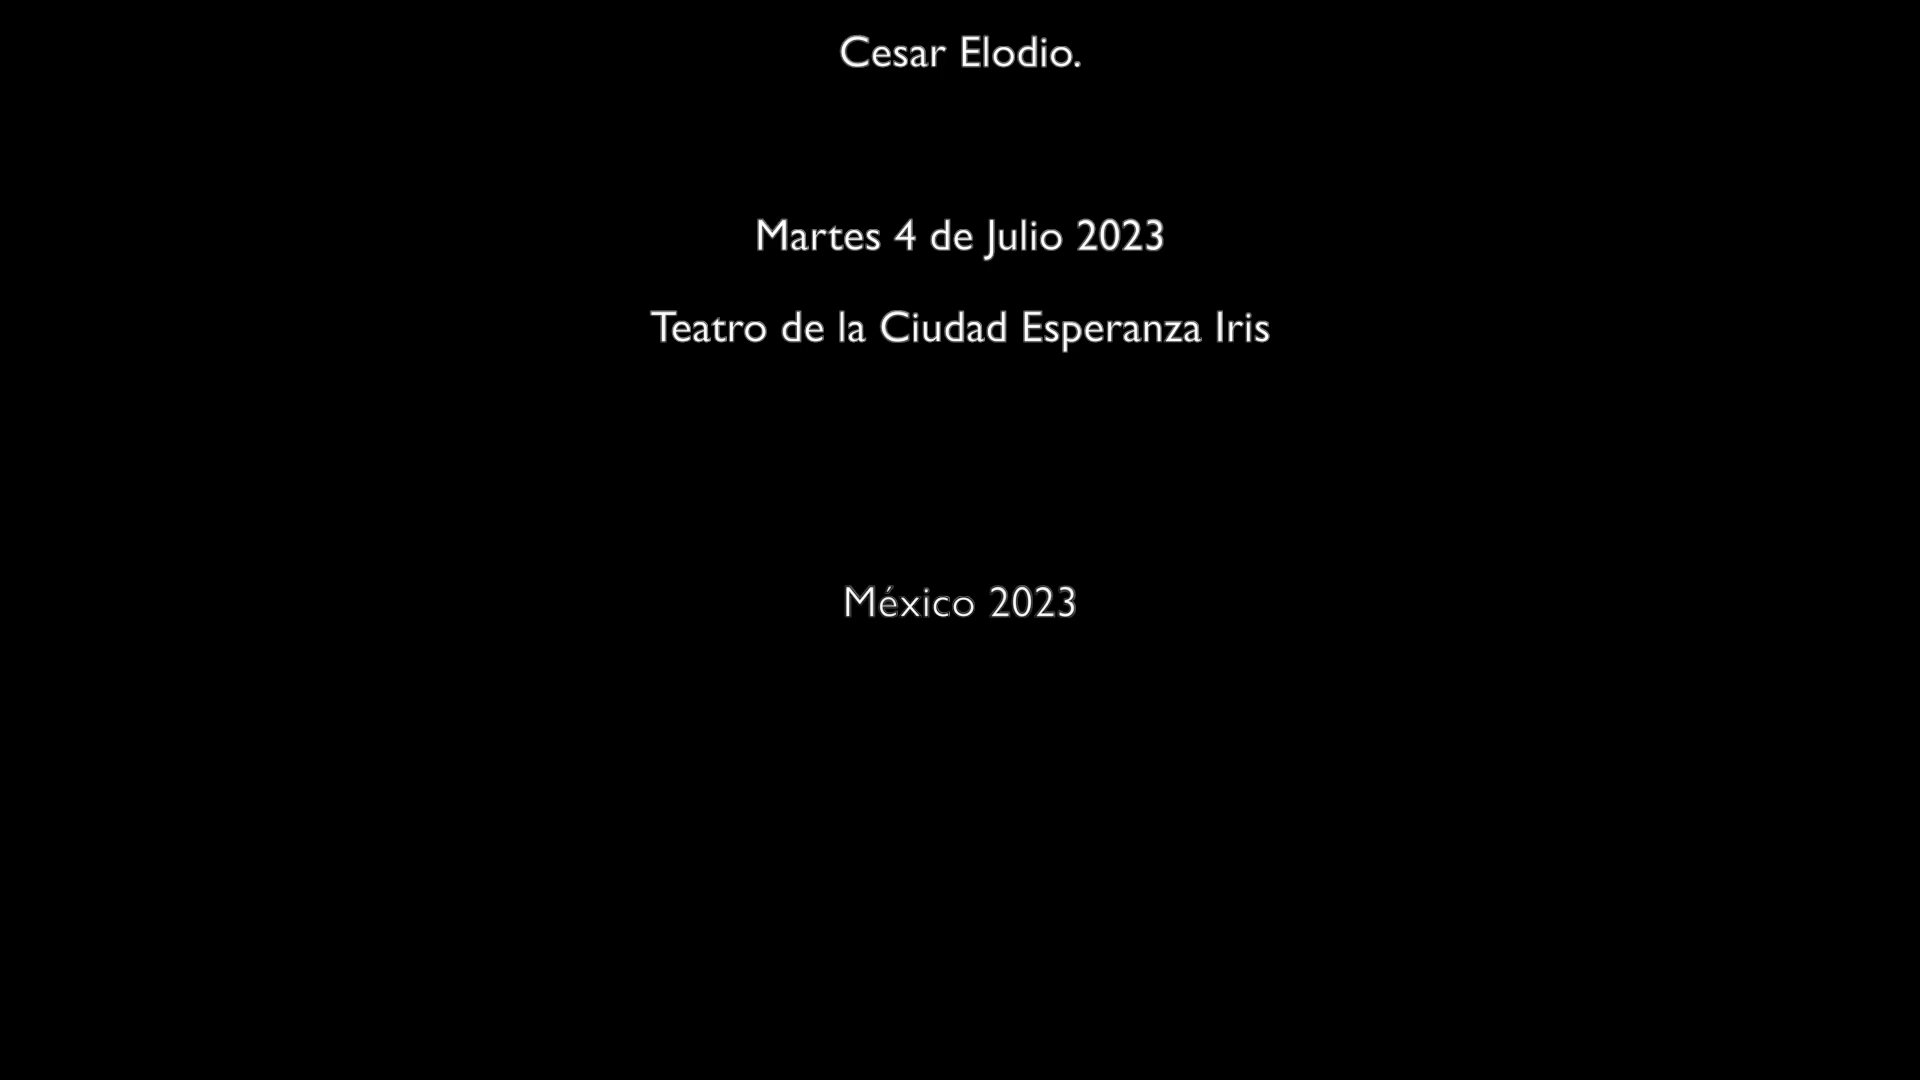 Cesar Elodio.
Martes 4 de Julio 2023
Teatro de la Ciudad Esperanza Iris
México 2023